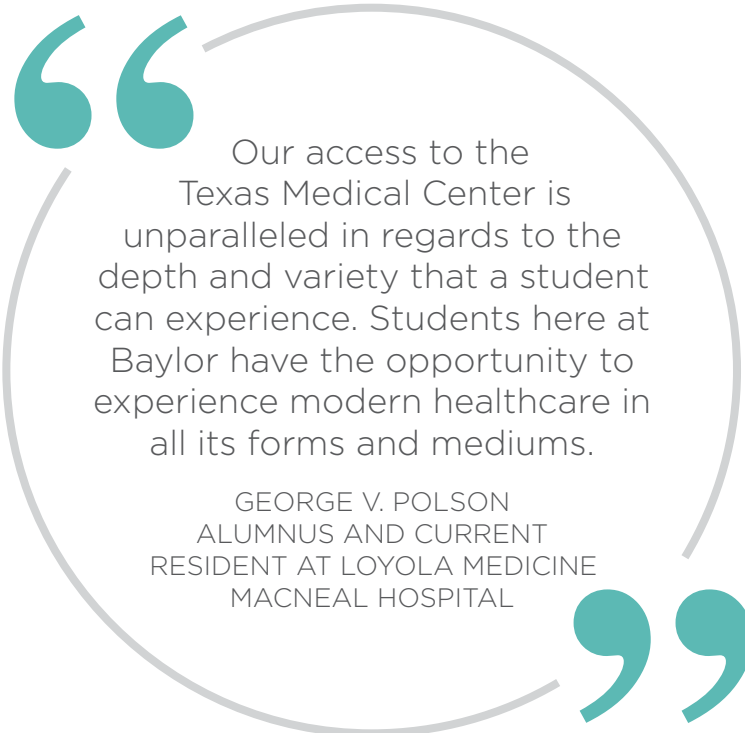 “
Our access to the
Texas Medical Center is
unparalleled in regards to the
depth and variety that a student
can experience. Students here at
Baylor have the opportunity to
experience modern healthcare in
all its forms and mediums.
GEORGE V. POLSON
ALUMNUS AND CURRENT
RESIDENT AT LOYOLA MEDICINE
MACNEAL HOSPITAL
”